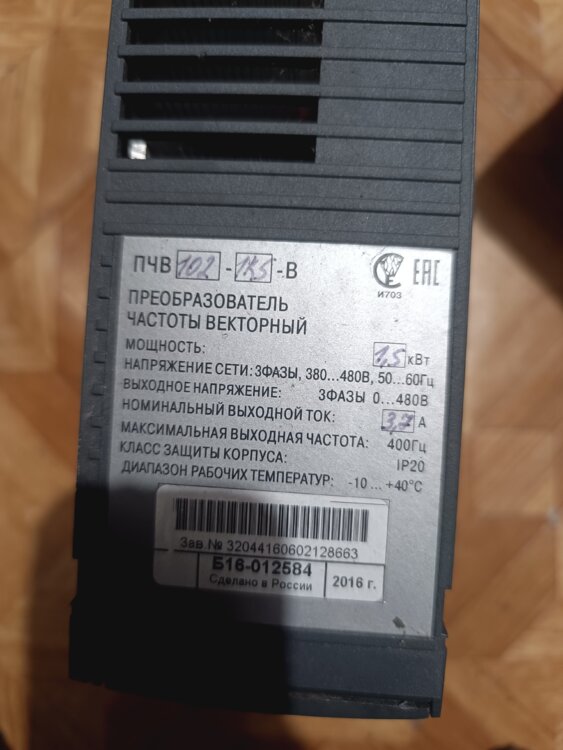 ПЧВ 102 - 1К5 - В
ПРЕОБРАЗОВАТЕЛЬ
ЧАСТОТЫ ВЕКТОРНЫЙ
И703
ЕАС
МОЩНОСТЬ: 1,5 кВт
НАПРЯЖЕНИЕ СЕТИ: 3ФАЗЫ, 380...480В, 50...60Гц
ВЫХОДНОЕ НАПРЯЖЕНИЕ: 3ФАЗЫ 0...480В
НОМИНАЛЬНЫЙ ВЫХОДНОЙ ТОК: 3,7 А
МАКСИМАЛЬНАЯ ВЫХОДНАЯ ЧАСТОТА: 400Гц
КЛАСС ЗАЩИТЫ КОРПУСА: IP20
ДИАПАЗОН РАБОЧИХ ТЕМПЕРАТУР: -10 ... +40°С
Зав № 32044160602128663
Б16-012584
Сделано в России
2016 г.